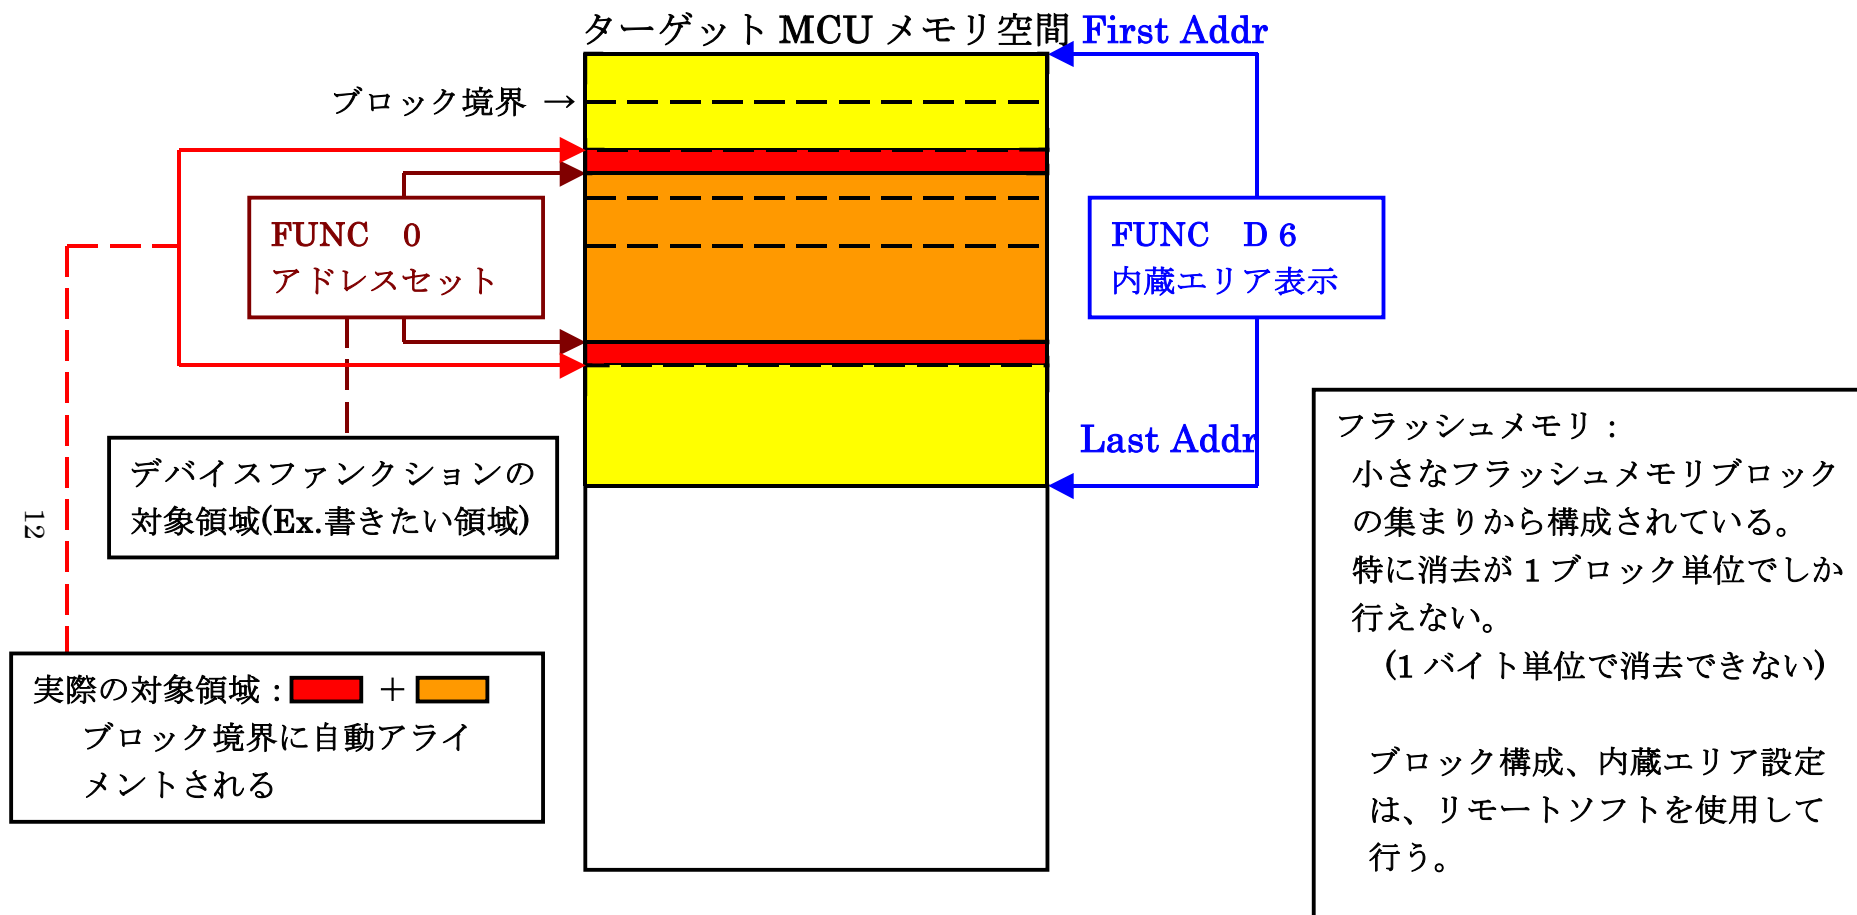 ターゲット MCU メモリ空間
First Addr
ブロック境界 →
FUNC 0
アドレスセット
FUNC D 6
内蔵エリア表示
Last Addr
デバイスファンクションの
対象領域(Ex.書きたい領域)
12
実際の対象領域 : ＋
ブロック境界に自動アライ
メントされる
フラッシュメモリ :
小さなフラッシュメモリブロック
の集まりから構成されている。
特に消去が 1 ブロック単位でしか
行えない。
(1 バイト単位で消去できない)
ブロック構成、内蔵エリア設定
は、リモートソフトを使用して
行う。